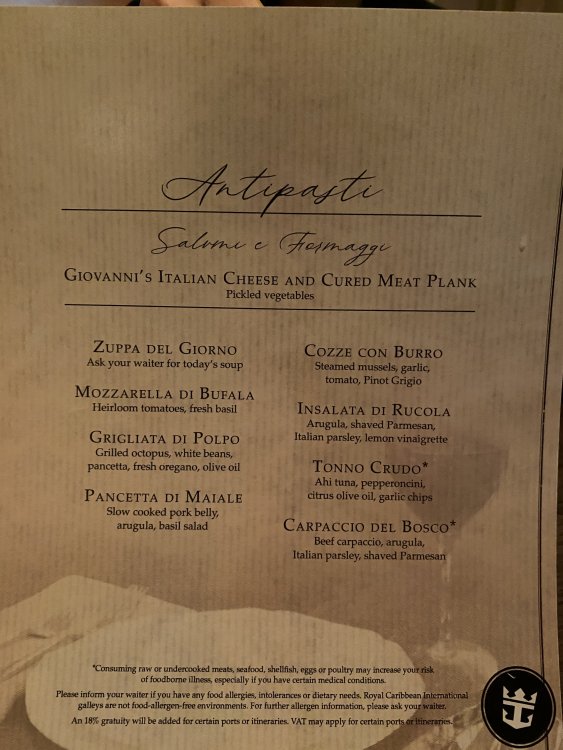 Antipasti
Salumi e Formaggi
Giovanni's Italian Cheese and Cured Meat Plank
Pickled vegetables
Zuppa del Giorno
Ask your waiter for today's soup
Mozzarella di Bufala
Heirloom tomatoes, fresh basil
Grigliata di Polpo
Grilled octopus, white beans,
pancetta, fresh oregano, olive oil
Pancetta di Maiale
Slow cooked pork belly,
arugula, basil salad
Cozze con Burro
Steamed mussels, garlic,
tomato, Pinot Grigio
Insalata di Rucola
Arugula, shaved Parmesan,
Italian parsley, lemon vinaigrette
Tonno Crudo*
Ahi tuna, pepperoncini,
citrus olive oil, garlic chips
Carpaccio del Bosco*
Beef carpaccio, arugula,
Italian parsley, shaved Parmesan
*Consuming raw or undercooked meats, seafood, shellfish, eggs or poultry may increase your risk
of foodborne illness, especially if you have certain medical conditions.
Please inform your waiter if you have any food allergies, intolerances or dietary needs. Royal Caribbean International
galleys are not food-allergen-free environments. For further allergen information, please ask your waiter.
An 18% gratuity will be added for certain ports or itineraries. VAT may apply for certain ports or itineraries.